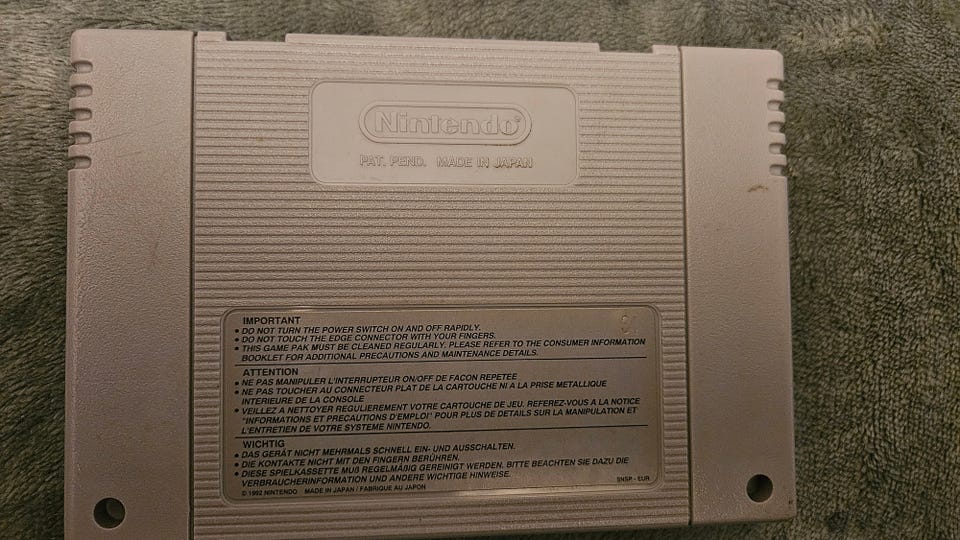 Nintendo®
PAT. PEND. MADE IN JAPAN
IMPORTANT
• DO NOT TURN THE POWER SWITCH ON AND OFF RAPIDLY.
• DO NOT TOUCH THE EDGE CONNECTOR WITH YOUR FINGERS.
• THIS GAME PAK MUST BE CLEANED REGULARLY. PLEASE REFER TO THE CONSUMER INFORMATION
BOOKLET FOR ADDITIONAL PRECAUTIONS AND MAINTENANCE DETAILS.
ATTENTION
• NE PAS MANIPULER L'INTERRUPTEUR ON/OFF DE FACON REPETEE
• NE PAS TOUCHER AU CONNECTEUR PLAT DE LA CARTOUCHE NI A LA PRISE METALLIQUE
INTERIEURE DE LA CONSOLE
• VEILLEZ A NETTOYER REGULIEREMENT VOTRE CARTOUCHE DE JEU. REFEREZ-VOUS A LA NOTICE
"INFORMATIONS ET PRECAUTIONS D'EMPLOI" POUR PLUS DE DETAILS SUR LA MANIPULATION ET
L'ENTRETIEN DE VOTRE SYSTEME NINTENDO.
WICHTIG
• DAS GERÄT NICHT MEHRMALS SCHNELL EIN- UND AUSSCHALTEN.
• DIE KONTAKTE NICHT MIT DEN FINGERN BERÜHREN.
• DIESE SPIELKASSETTE MUß REGELMÄßIG GEREINIGT WERDEN. BITTE BEACHTEN SIE DAZU DIE
VERBRAUCHERINFORMATION UND ANDERE WICHTIGE HINWEISE.
© 1992 NINTENDO MADE IN JAPAN / FABRIQUE AU JAPON SNSP - EUR